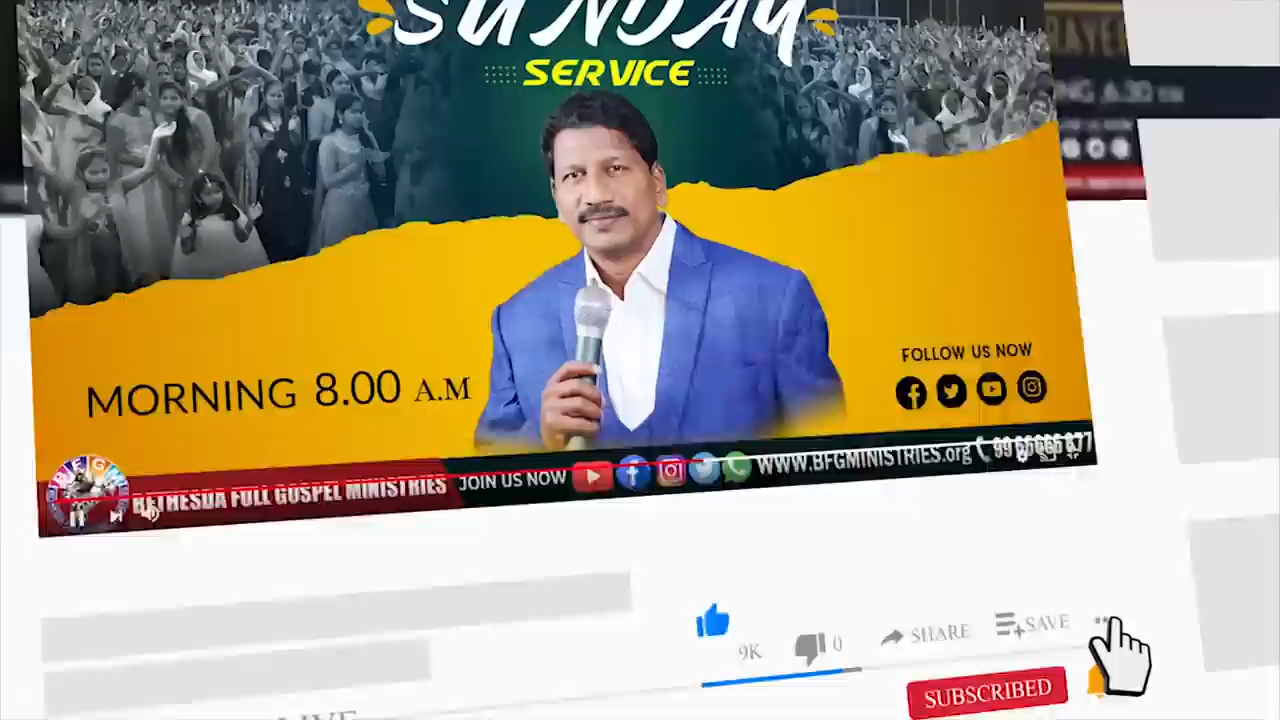 SUNDAY
SERVICE
MORNING 8.00 A.M
FOLLOW US NOW
BETHESDA FULL GOSPEL MINISTRIES
JOIN US NOW
WWW.BFGMINISTRIES.org
9K
0
SHARE
SAVE
SUBSCRIBED
LIVE